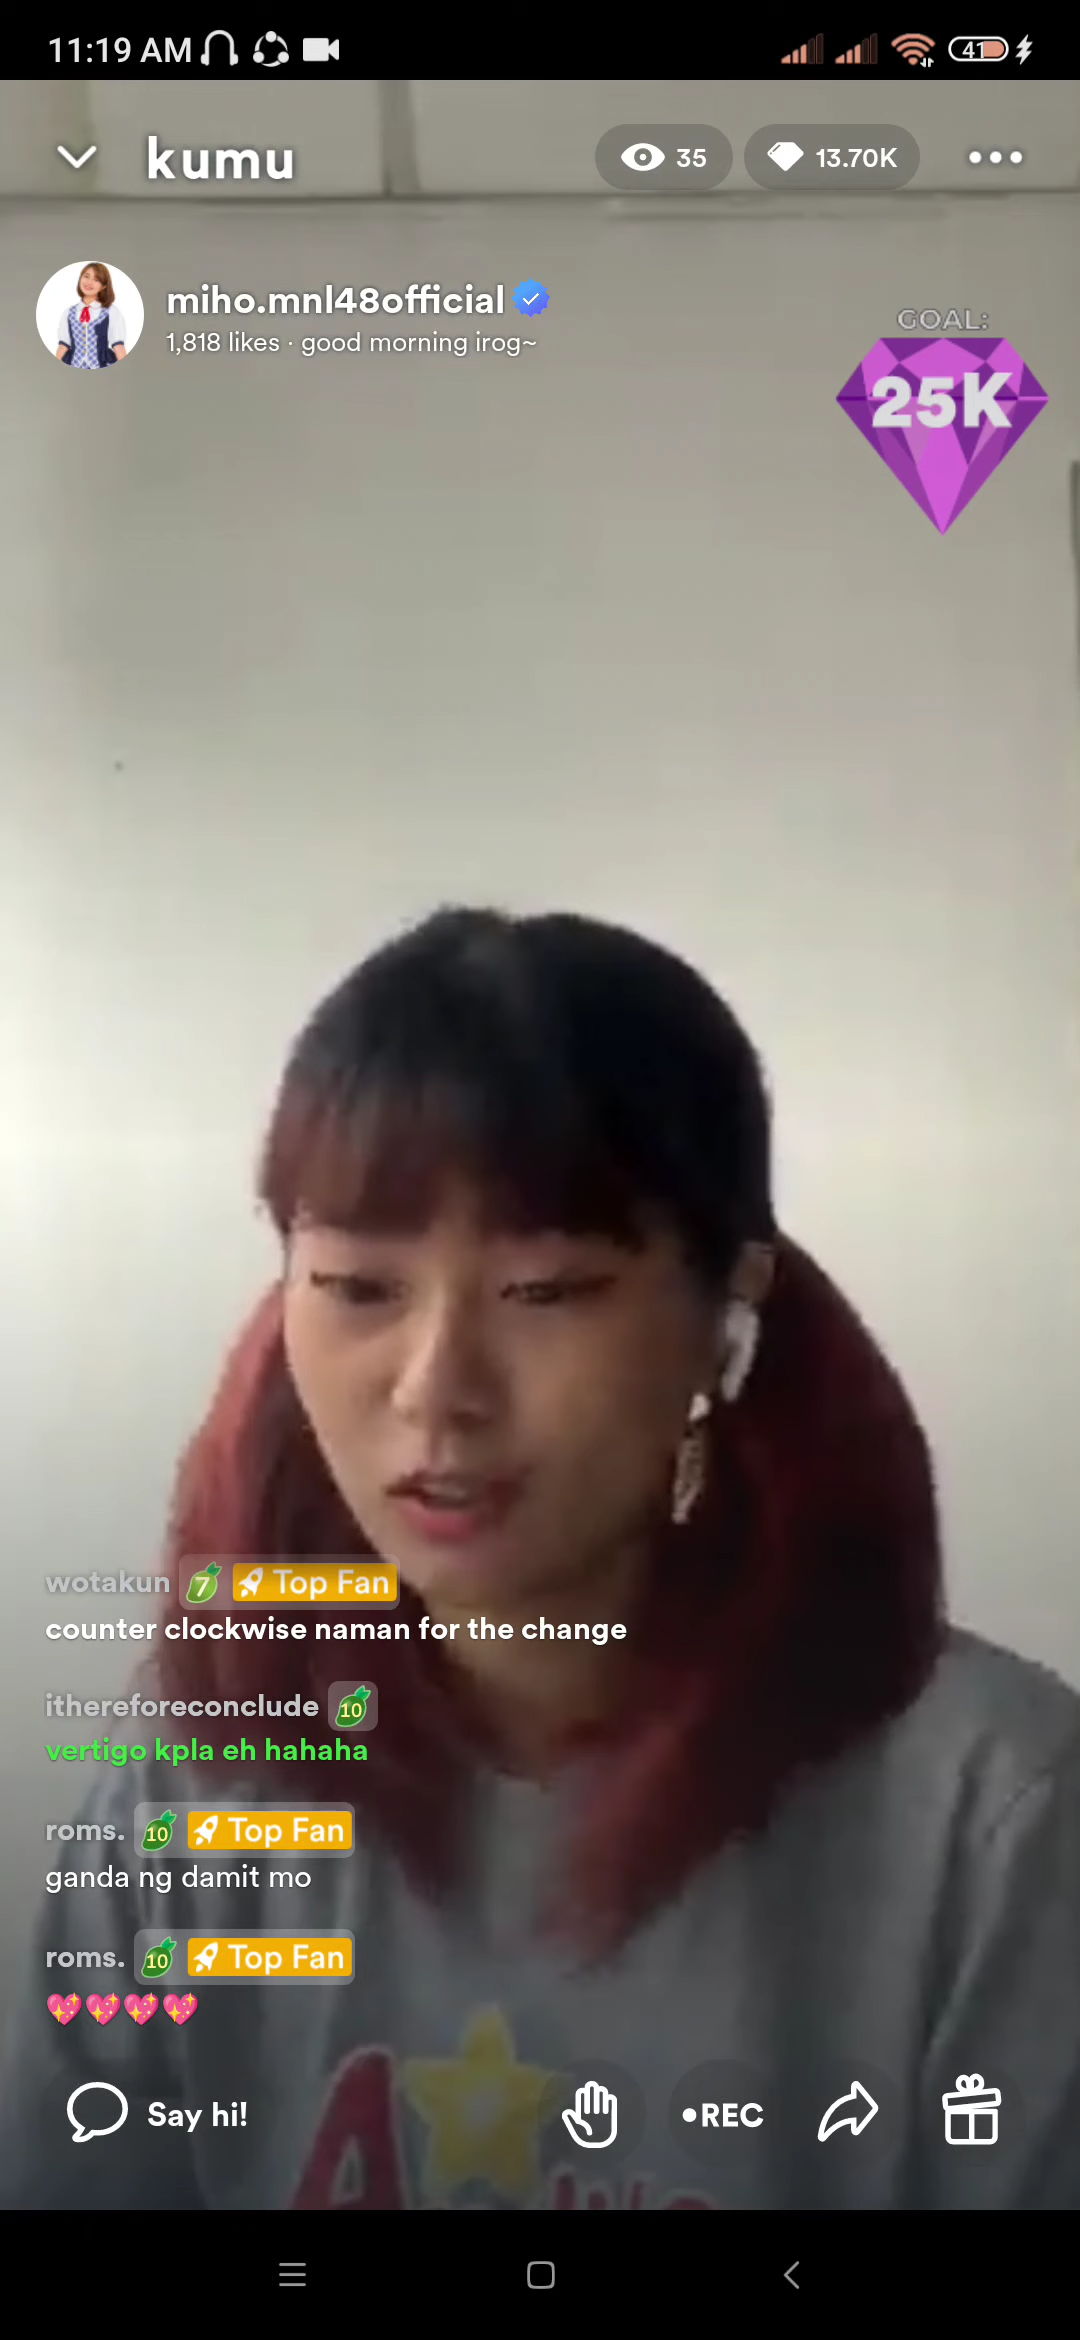 11:19 AM
41
kumu
35
13.70K
miho.mnl48official
1,818 likes · good morning irog~
GOAL:
25K
wotakun 7 Top Fan
counter clockwise naman for the change
ithereforeconclude 10
vertigo kpla eh hahaha
roms. 10 Top Fan
ganda ng damit mo
roms. 10 Top Fan
💖💖💖💖
Say hi!
•REC